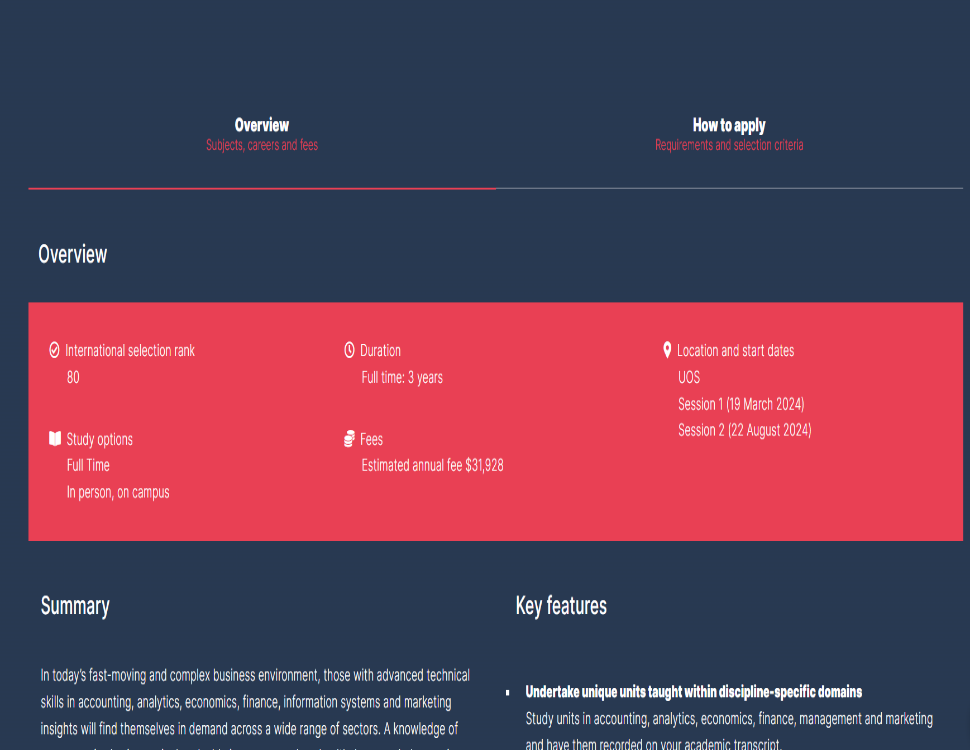 Overview
Subjects, careers and fees
How to apply
Requirements and selection criteria
Overview
International selection rank
80
Duration
Full time: 3 years
Location and start dates
UOS
Session 1 (19 March 2024)
Session 2 (22 August 2024)
Study options
Full Time
In person, on campus
Fees
Estimated annual fee $31,928
Summary
In today's fast-moving and complex business environment, those with advanced technical
skills in accounting, analytics, economics, finance, information systems and marketing
insights will find themselves in demand across a wide range of sectors. A knowledge of
Key features
Undertake unique units taught within discipline-specific domains
Study units in accounting, analytics, economics, finance, management and marketing
and have them recorded on your academic transcript.